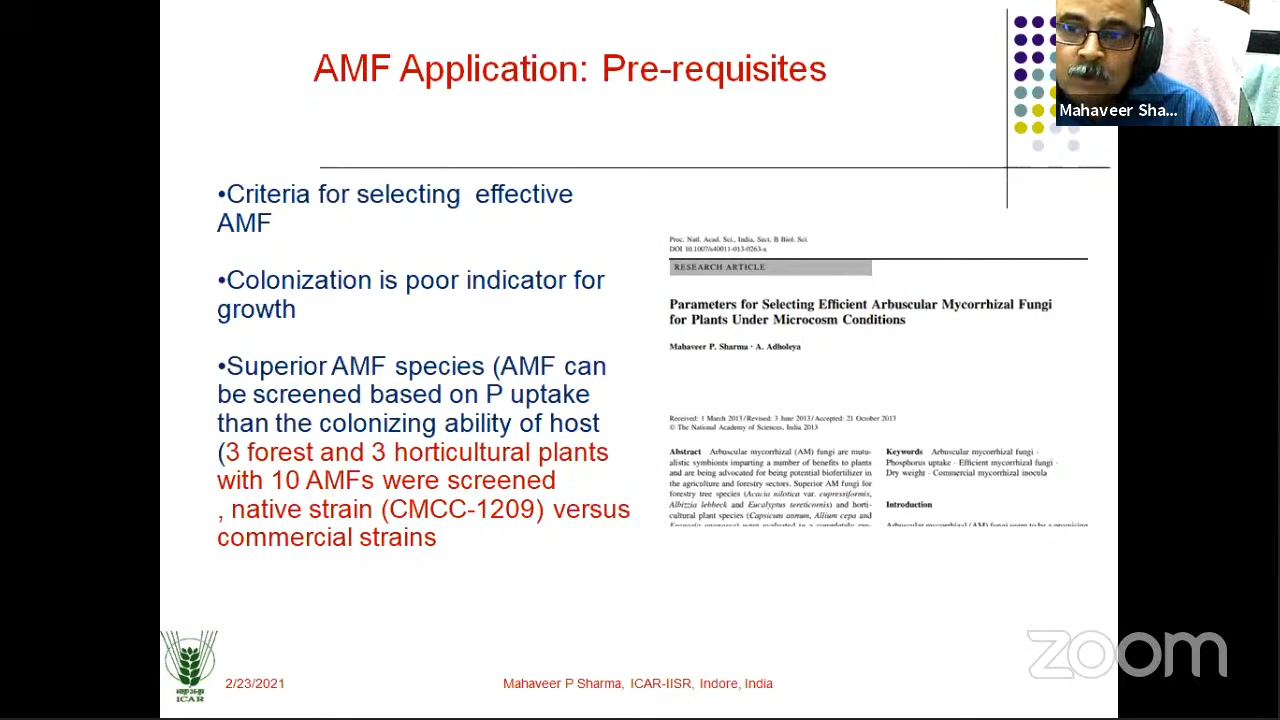 AMF Application: Pre-requisites
Mahaveer Sha...
•Criteria for selecting effective
AMF
•Colonization is poor indicator for
growth
•Superior AMF species (AMF can
be screened based on P uptake
than the colonizing ability of host
(3 forest and 3 horticultural plants
with 10 AMFs were screened
, native strain (CMCC-1209) versus
commercial strains
Proc. Natl. Acad. Sci., India, Sect. B Biol. Sci.
DOI 10.1007/s40011-013-0263-x
RESEARCH ARTICLE
Parameters for Selecting Efficient Arbuscular Mycorrhizal Fungi
for Plants Under Microcosm Conditions
Mahaveer P. Sharma · A. Adholeya
Received: 1 March 2013 / Revised: 3 June 2013 / Accepted: 21 October 2013
© The National Academy of Sciences, India 2013
Abstract Arbuscular mycorrhizal (AM) fungi are mutu-
alistic symbionts imparting a number of benefits to plants
and are being advocated for being potential biofertilizer in
the agriculture and forestry sectors. Superior AM fungi for
forestry tree species (Acacia nilotica var. cupressiformis,
Albizzia lebbeck and Eucalyptus tereticornis) and horti-
cultural plant species (Capsicum annum, Allium cepa and
Keywords Arbuscular mycorrhizal fungi ·
Phosphorus uptake · Efficient mycorrhizal fungi ·
Dry weight · Commercial mycorrhizal inocula
Introduction
Arbuscular mycorrhizal (AM) fungi seem to be a promising
ICAR
2/23/2021
Mahaveer P Sharma, ICAR-IISR, Indore, India
zoom